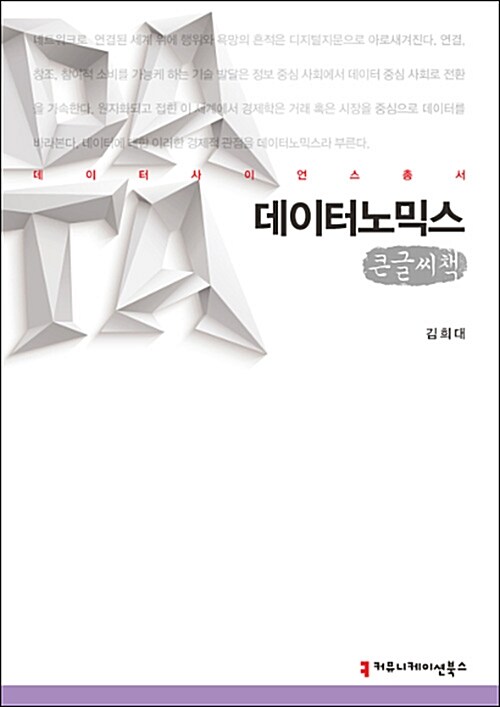 네트워크로 연결된 세계 위에 행위와 욕망의 흔적은 디지털지문으로 아로새겨진다. 연결,
창조, 참여적 소비를 가능케 하는 기술 발달은 정보 중심 사회에서 데이터 중심 사회로 전환
을 가속한다. 원자화되고 접힌 이 세계에서 경제학은 거래 혹은 시장을 중심으로 데이터를
바라본다. 데이터에 대한 이러한 경제적 관점을 데이터노믹스라 부른다.
DA
TA
데이터사이언스총서
데이터노믹스
큰글씨책
김희대
커뮤니케이션북스